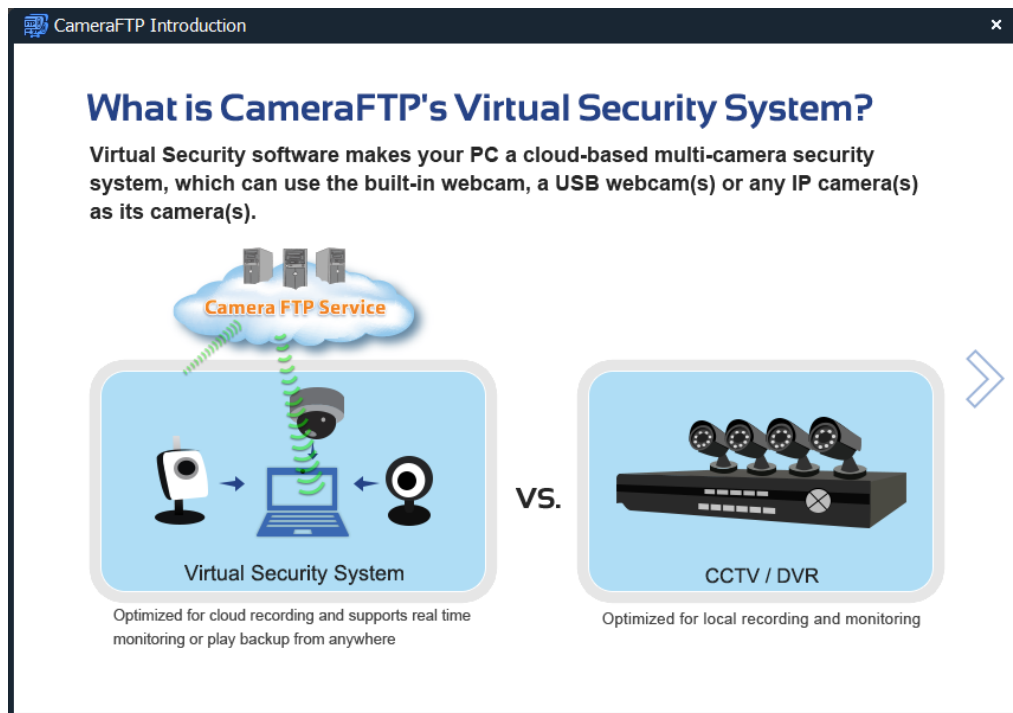 CameraFTP Introduction
What is CameraFTP's Virtual Security System?
Virtual Security software makes your PC a cloud-based multi-camera security
system, which can use the built-in webcam, a USB webcam(s) or any IP camera(s)
as its camera(s).
Camera FTP Service
VS.
Virtual Security System
CCTV / DVR
Optimized for cloud recording and supports real time
monitoring or play backup from anywhere
Optimized for local recording and monitoring